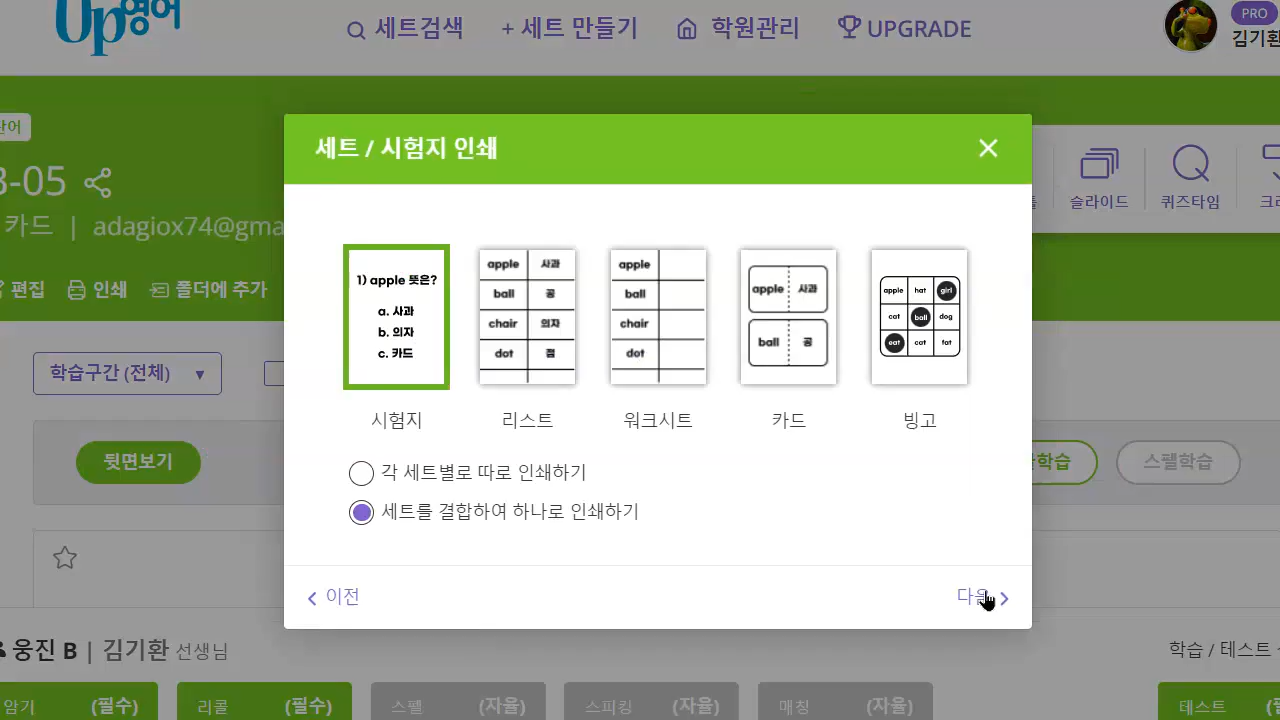 Up영어
세트검색
+ 세트 만들기
학원관리
UPGRADE
PRO
김기환
단어
-05
카드 | adagiox74@gma
편집
인쇄
폴더에 추가
슬라이드
퀴즈타임
세트 / 시험지 인쇄
1) apple 뜻은?
a. 사과
b. 의자
c. 카드
시험지
apple 사과
ball 공
chair 의자
dot 점
리스트
apple
ball
chair
dot
워크시트
apple 사과
ball 공
카드
apple hat girl
cat ball dog
eat cat fat
빙고
각 세트별로 따로 인쇄하기
세트를 결합하여 하나로 인쇄하기
이전
다음
학습구간 (전체)
뒷면보기
학습
스펠학습
웅진 B | 김기환 선생님
학습 / 테스트
암기 (필수)
리콜 (필수)
스펠 (자율)
스피킹 (자율)
매칭 (자율)
테스트